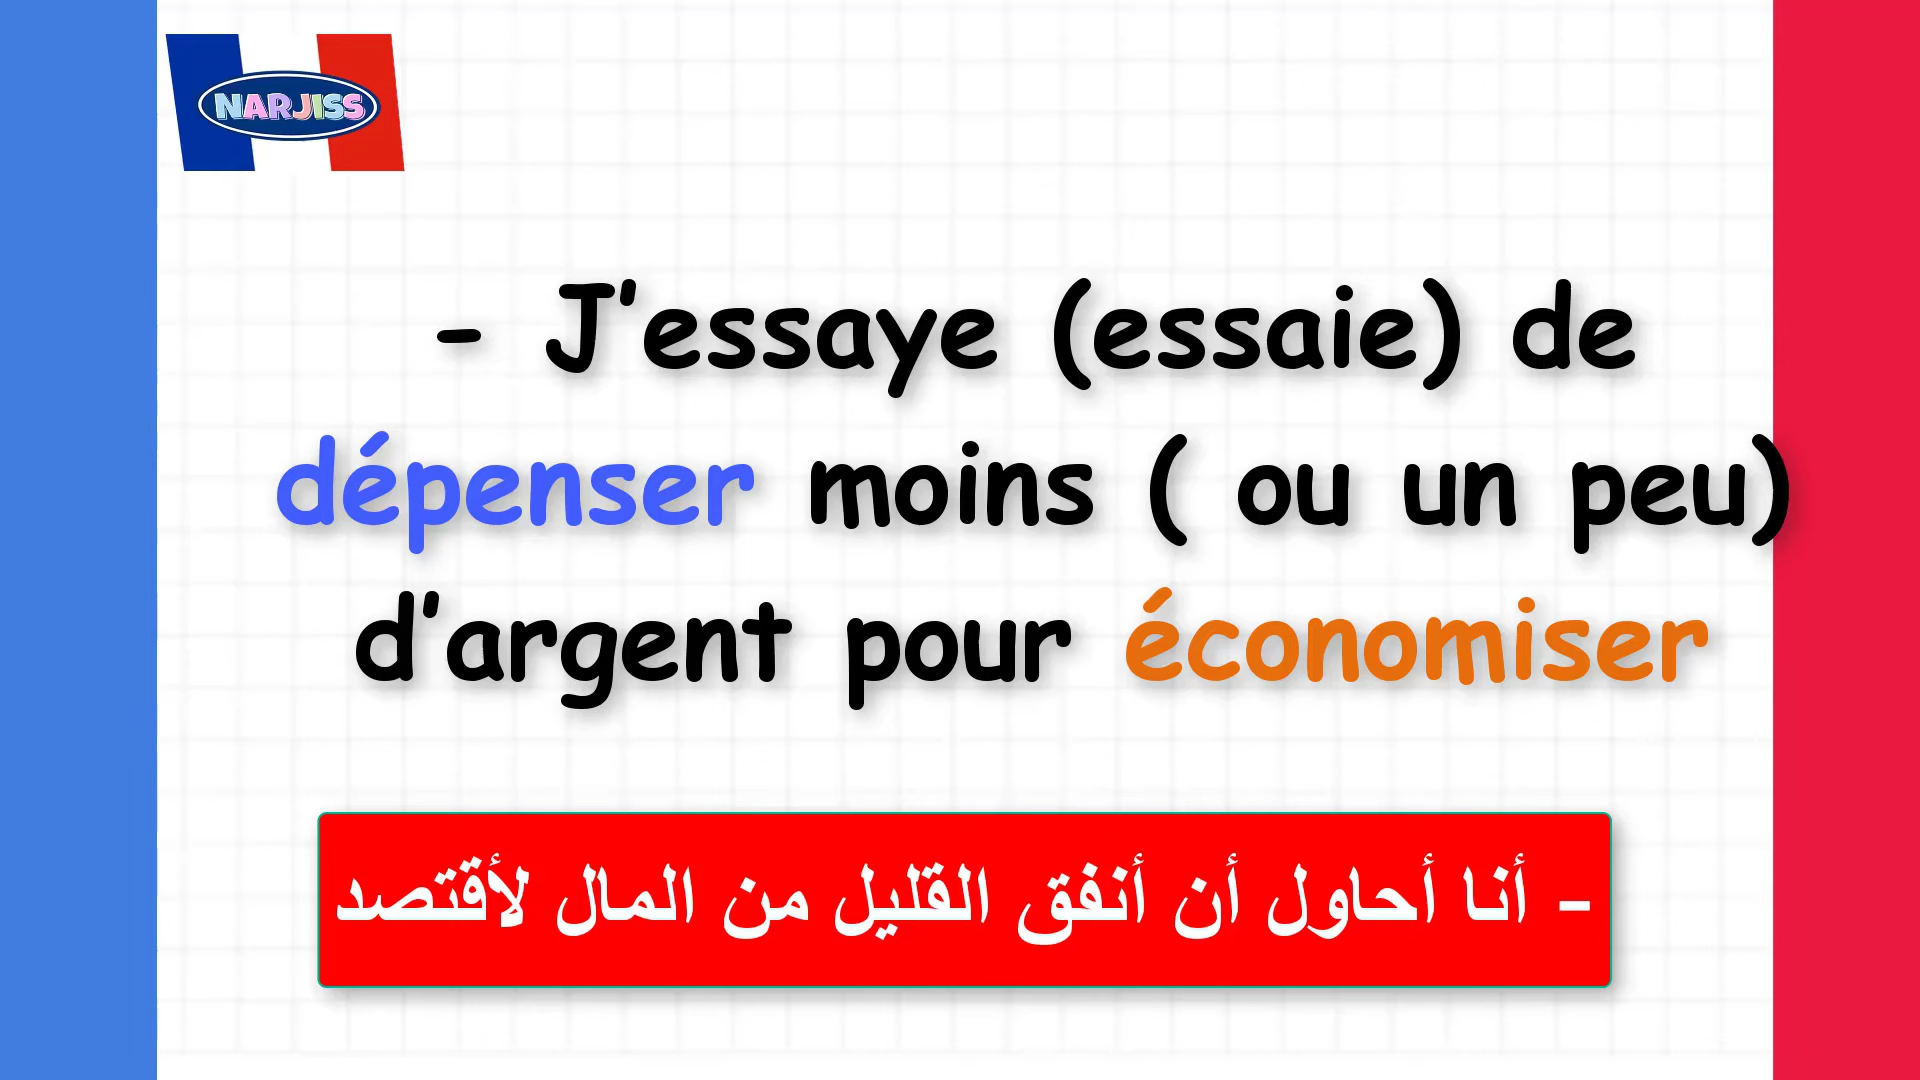 NARJISS
- J’essaye (essaie) de
dépenser moins ( ou un peu)
d’argent pour économiser
- أنا أحاول أن أنفق القليل من المال لأقتصد